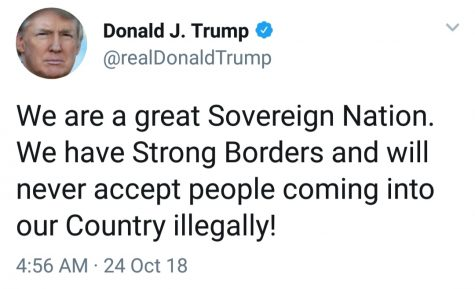 Donald J. Trump
@realDonaldTrump
We are a great Sovereign Nation.
We have Strong Borders and will
never accept people coming into
our Country illegally!
4:56 AM · 24 Oct 18